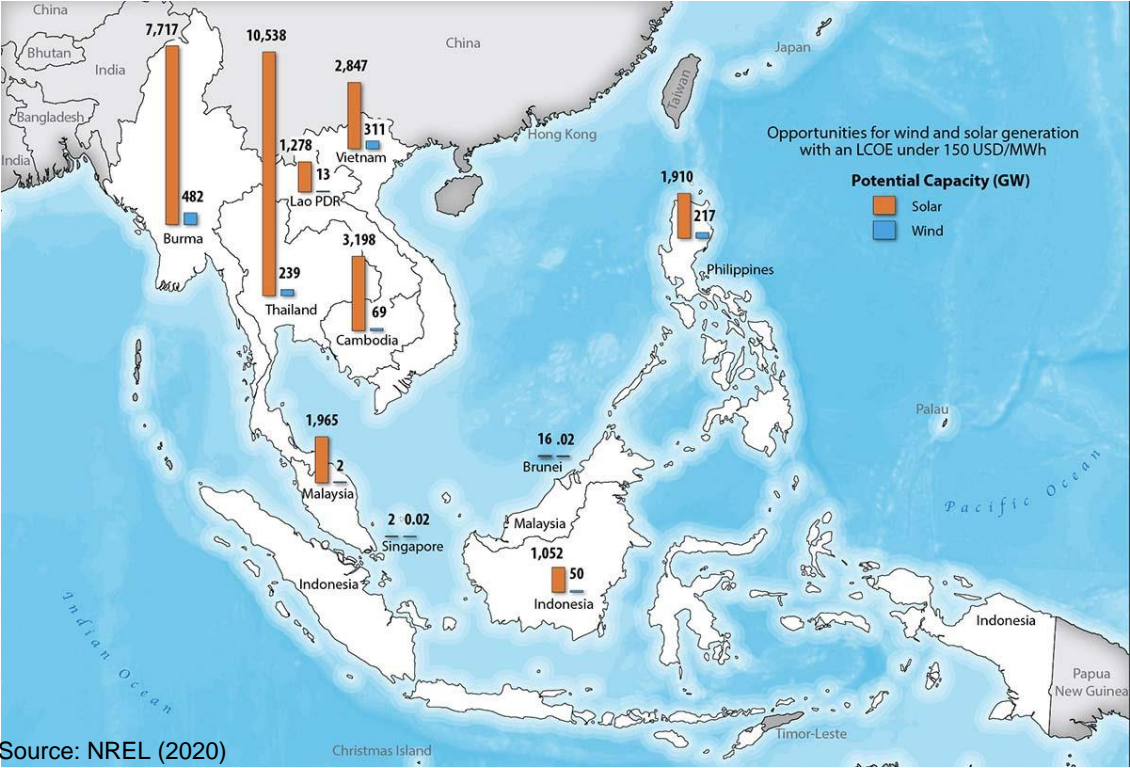 China
Bhutan
India
Bangladesh
India
7,717
482
Burma
10,538
239
Thailand
2,847
311
Vietnam
1,278
13
Lao PDR
3,198
69
Cambodia
China
Hong Kong
Taiwan
Japan
Opportunities for wind and solar generation
with an LCOE under 150 USD/MWh
Potential Capacity (GW)
Solar
Wind
1,910
217
Philippines
Palau
Pacific Ocean
1,965
2
Malaysia
2 0.02
Singapore
16 .02
Brunei
Malaysia
1,052
50
Indonesia
Indonesia
Indonesia
Papua
New Guinea
Timor-Leste
Indian Ocean
Christmas Island
Source: NREL (2020)